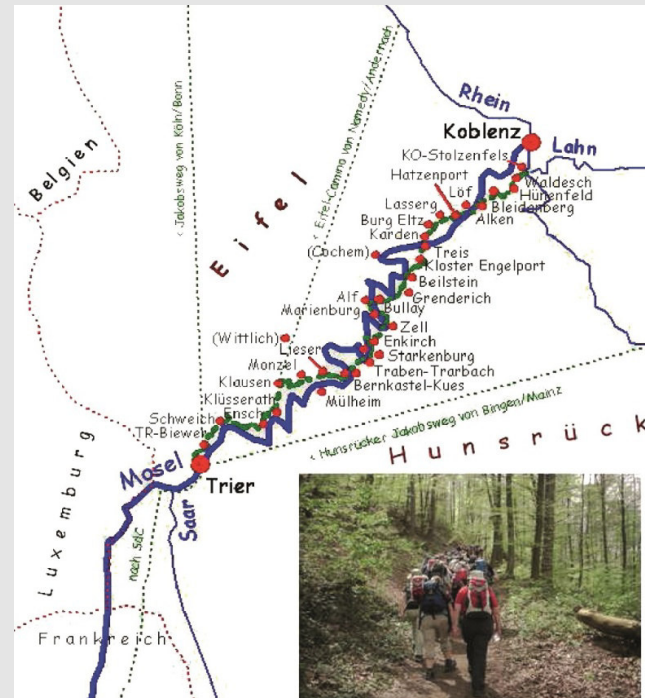 Rhein
Koblenz
Lahn
KO-Stolzenfels
Hatzenport
Waldesch
Löf
Hünenfeld
Lasserg
Bleidenberg
Burg Eltz
Alken
Karden
(Cochem)
Treis
Kloster Engelport
Beilstein
Alf
Grenderich
Marienburg
Bullay
Zell
(Wittlich)
Enkirch
Lieser
Starkenburg
Monzel
Traben-Trarbach
Klausen
Bernkastel-Kues
Klüsserath
Mülheim
Ensch
Schweich
TR-Biewer
Mosel
Trier
Saar
Belgien
Eifel
Luxemburg
Hunsrück
Frankreich
< Jakobsweg von Köln/Bonn
< Eifel-Camino von Namedy/Andernach
< Hunsrücker Jakobsweg von Bingen/Mainz
nach SdC